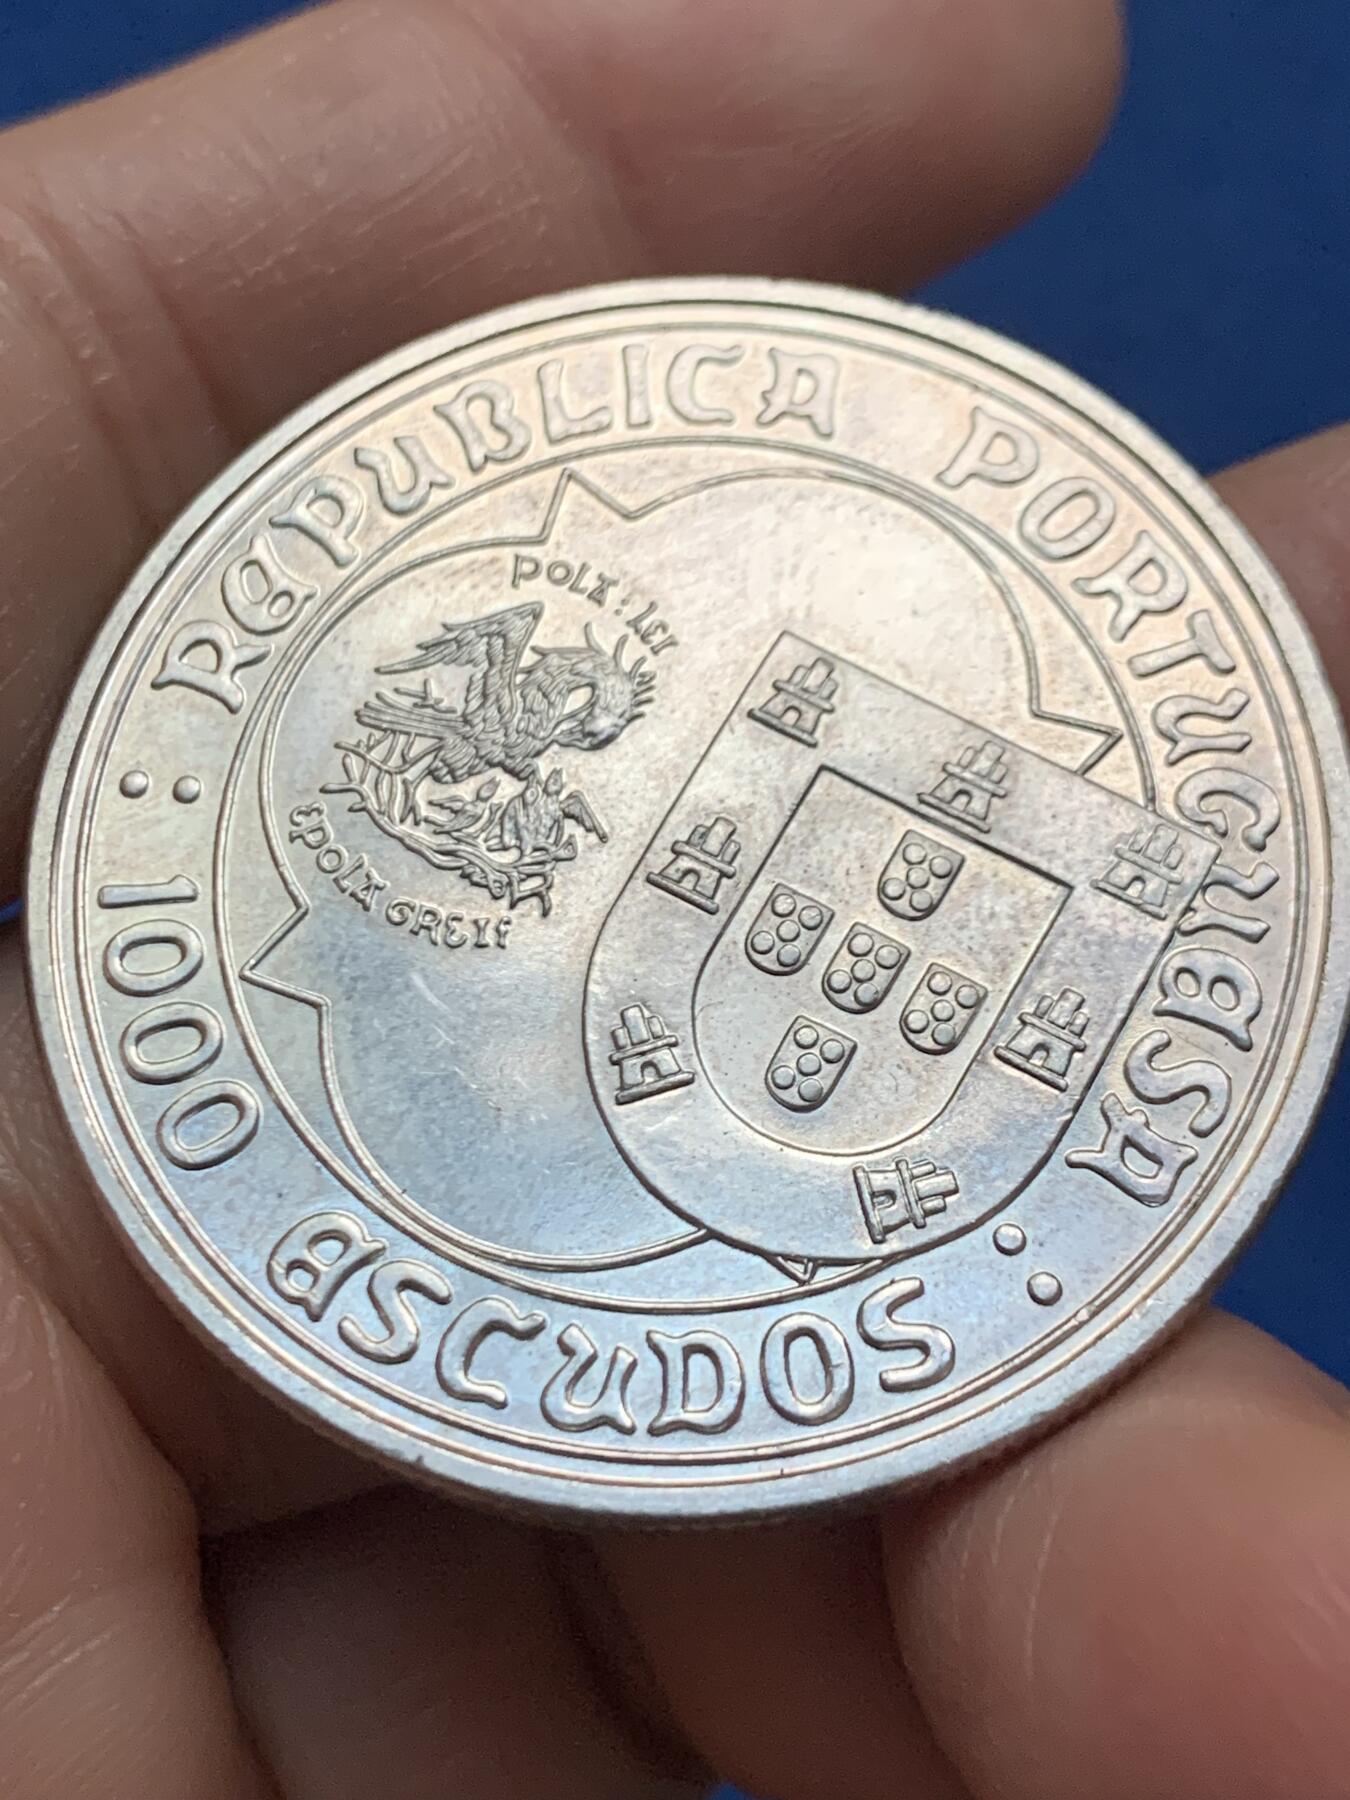 REPUBLICA PORTUGUESA
: 1000 ESCUDOS :
POLA : LEI
E POLA GREI